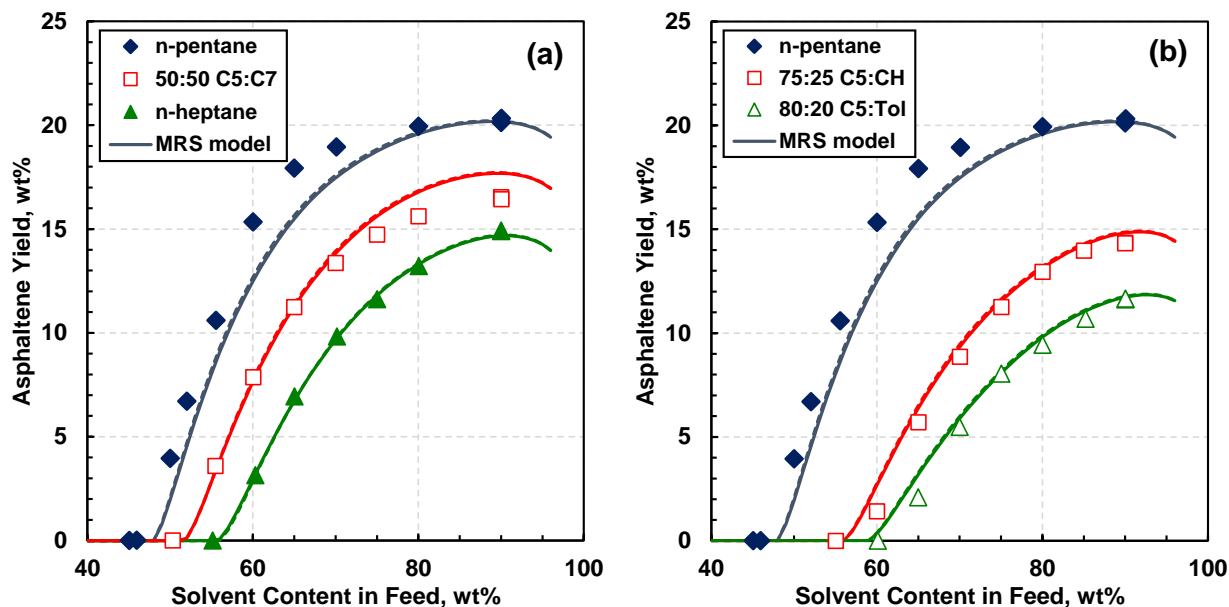 25
20
15
10
5
0
Asphaltene Yield, wt%
n-pentane
50:50 C5:C7
n-heptane
MRS model
(a)
40 60 80 100
Solvent Content in Feed, wt%
25
20
15
10
5
0
Asphaltene Yield, wt%
n-pentane
75:25 C5:CH
80:20 C5:Tol
MRS model
(b)
40 60 80 100
Solvent Content in Feed, wt%